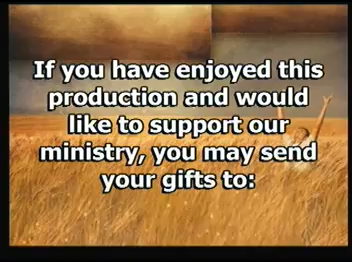 If you have enjoyed this
production and would
like to support our
ministry, you may send
your gifts to: